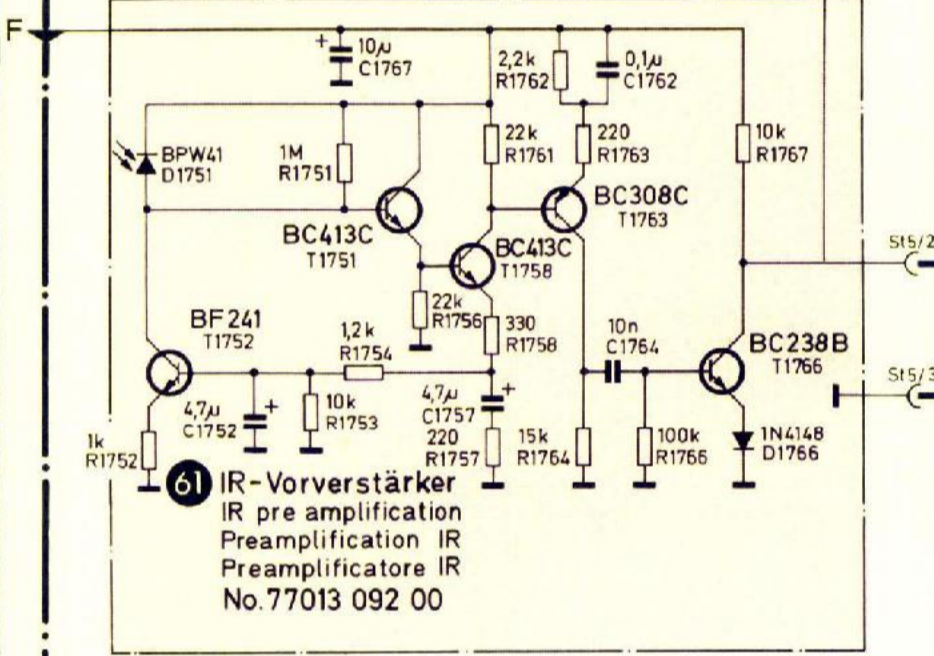 F
10µ
C1767
2,2k
R1762
0,1µ
C1762
BPW41
D1751
1M
R1751
22k
R1761
220
R1763
10k
R1767
BC413C
T1751
BC308C
T1763
BC413C
T1758
St5/2
22k
R1756
BF241
T1752
1,2k
R1754
330
R1758
10n
C1764
BC238B
T1766
St5/3
4,7µ
C1752
10k
R1753
4,7µ
C1757
1k
R1752
220
R1757
15k
R1764
100k
R1766
1N4148
D1766
61 IR-Vorverstärker
IR pre amplification
Preamplification IR
Preamplificatore IR
No.77013 092 00